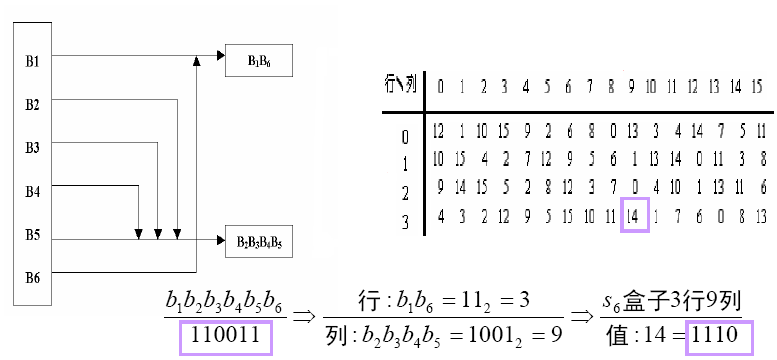 B1
B2
B3
B4
B5
B6
B₁B₆
B₂B₃B₄B₅
行\列 0 1 2 3 4 5 6 7 8 9 10 11 12 13 14 15
0 12 1 10 15 9 2 6 8 0 13 3 4 14 7 5 11
1 10 15 4 2 7 12 9 5 6 1 13 14 0 11 3 8
2 9 14 15 5 2 8 12 3 7 0 4 10 1 13 11 6
3 4 3 2 12 9 5 15 10 11 14 1 7 6 0 8 13
b₁b₂b₃b₄b₅b₆ ⇒ 行:b₁b₆ = 11₂ = 3 ⇒ s₆盒子3行9列
110011 列:b₂b₃b₄b₅ = 1001₂ = 9 值:14 = 1110